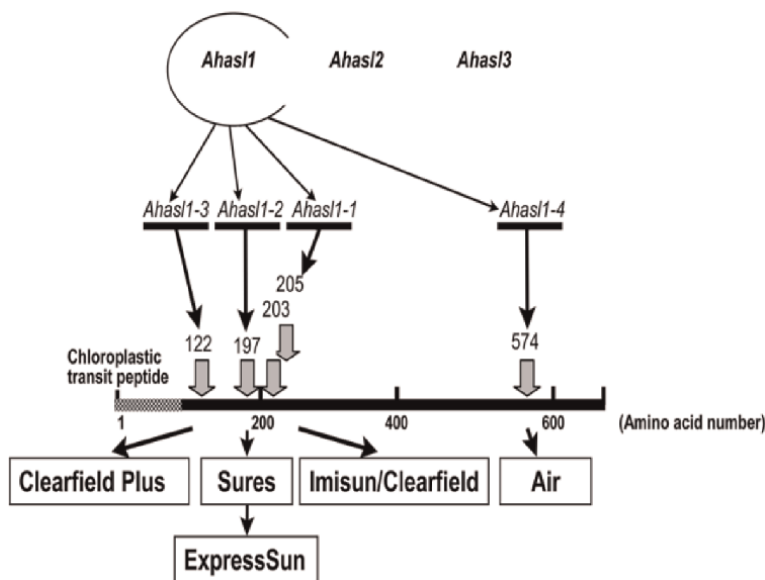 Ahasl1 Ahasl2 Ahasl3
Ahasl1-3 Ahasl1-2 Ahasl1-1 Ahasl1-4
205
203
122 197 574
Chloroplastic
transit peptide
1 200 400 600 (Amino acid number)
Clearfield Plus Sures Imisun/Clearfield Air
ExpressSun